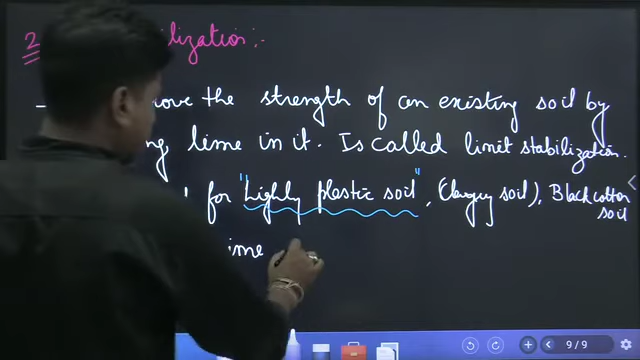 2 lization :-
- ove the strength of an existing soil by
ng lime in it. Is called limit stabilization.
for "highly plastic soil", (clayey soil), Black cotton
soil
ime
9 / 9